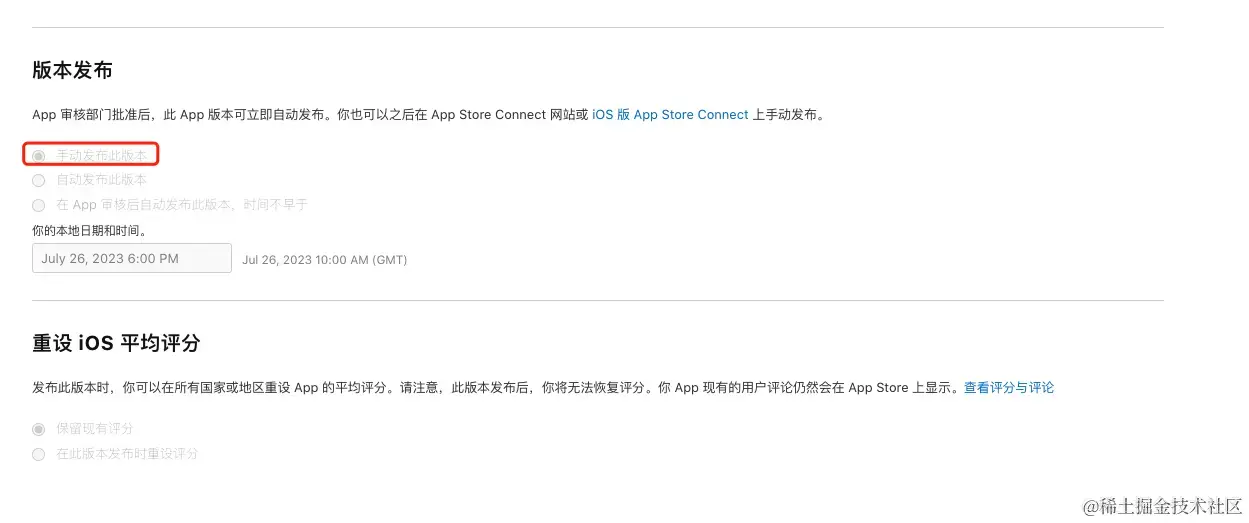 版本发布
App 审核部门批准后，此 App 版本可立即自动发布。你也可以之后在 App Store Connect 网站或 iOS 版 App Store Connect 上手动发布。
手动发布此版本
自动发布此版本
在 App 审核后自动发布此版本，时间不早于
你的本地日期和时间。
July 26, 2023 6:00 PM Jul 26, 2023 10:00 AM (GMT)
重设 iOS 平均评分
发布此版本时，你可以在所有国家或地区重设 App 的平均评分。请注意，此版本发布后，你将无法恢复评分。你 App 现有的用户评论仍然会在 App Store 上显示。查看评分与评论
保留现有评分
在此版本发布时重设评分
@稀土掘金技术社区